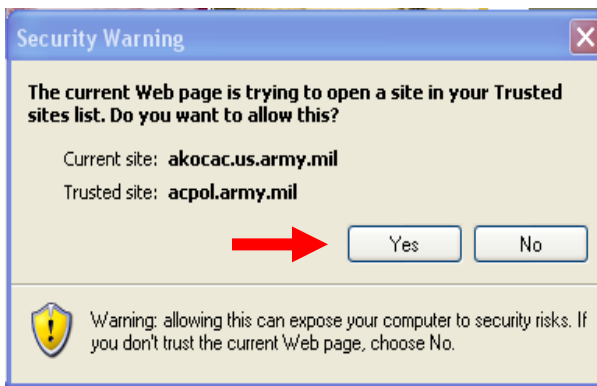 Security Warning
The current Web page is trying to open a site in your Trusted
sites list. Do you want to allow this?
Current site: akocac.us.army.mil
Trusted site: acpol.army.mil
Yes No
Warning: allowing this can expose your computer to security risks. If
you don't trust the current Web page, choose No.